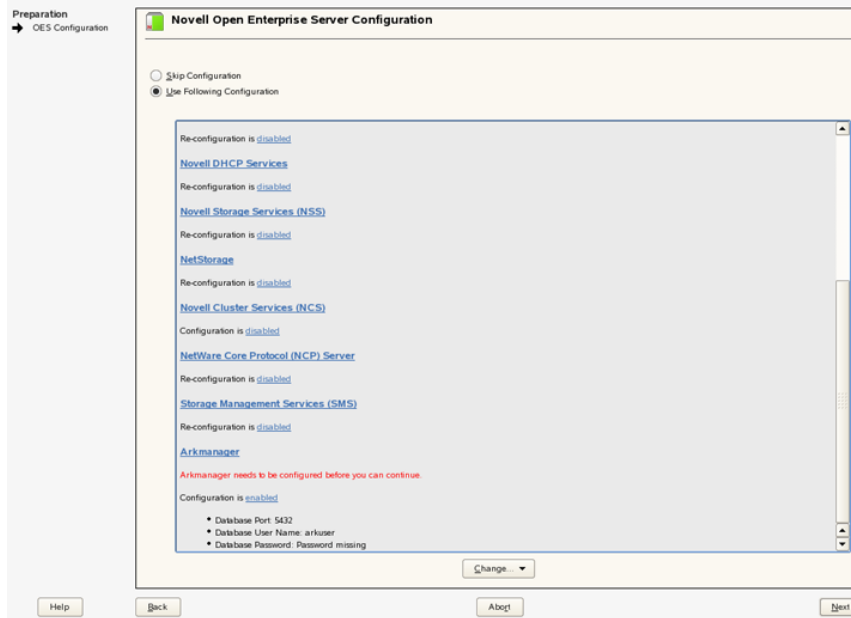 Preparation
OES Configuration
Novell Open Enterprise Server Configuration
Skip Configuration
Use Following Configuration
Re-configuration is disabled
Novell DHCP Services
Re-configuration is disabled
Novell Storage Services (NSS)
Re-configuration is disabled
NetStorage
Re-configuration is disabled
Novell Cluster Services (NCS)
Configuration is disabled
NetWare Core Protocol (NCP) Server
Re-configuration is disabled
Storage Management Services (SMS)
Re-configuration is disabled
Arkmanager
Arkmanager needs to be configured before you can continue.
Configuration is enabled
• Database Port: 5432
• Database User Name: arkuser
• Database Password: Password missing
Change...
Help
Back
Abort
Next